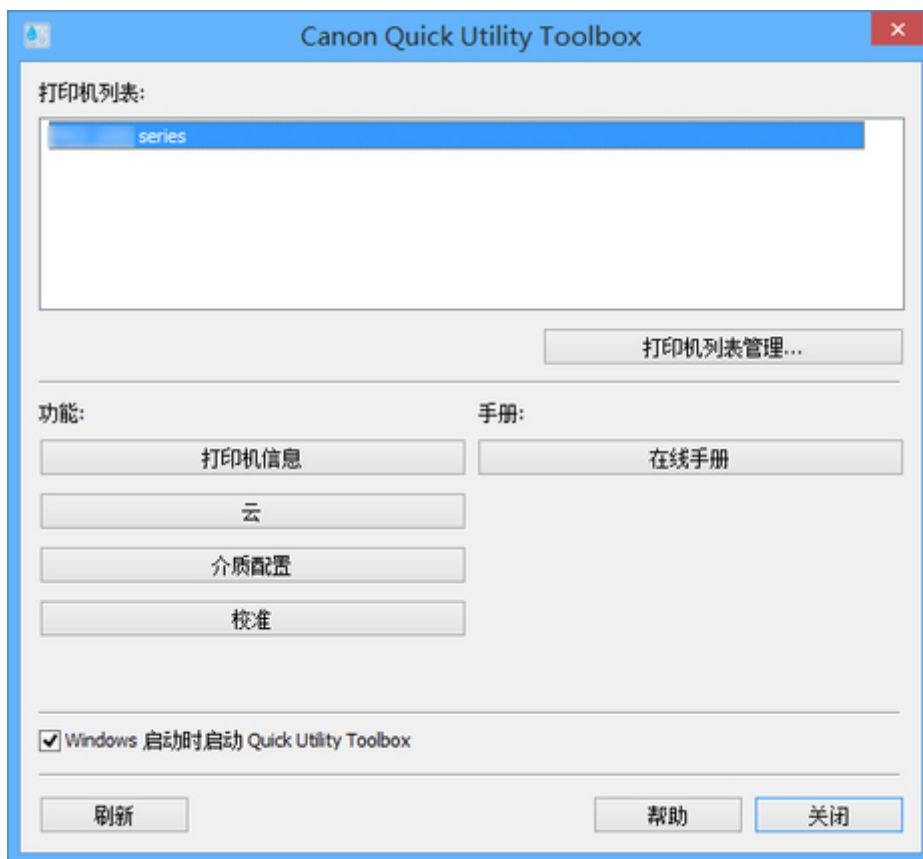 Canon Quick Utility Toolbox
打印机列表:
series
打印机列表管理...
功能:
手册:
打印机信息
在线手册
云
介质配置
校准
Windows 启动时启动 Quick Utility Toolbox
刷新
帮助
关闭